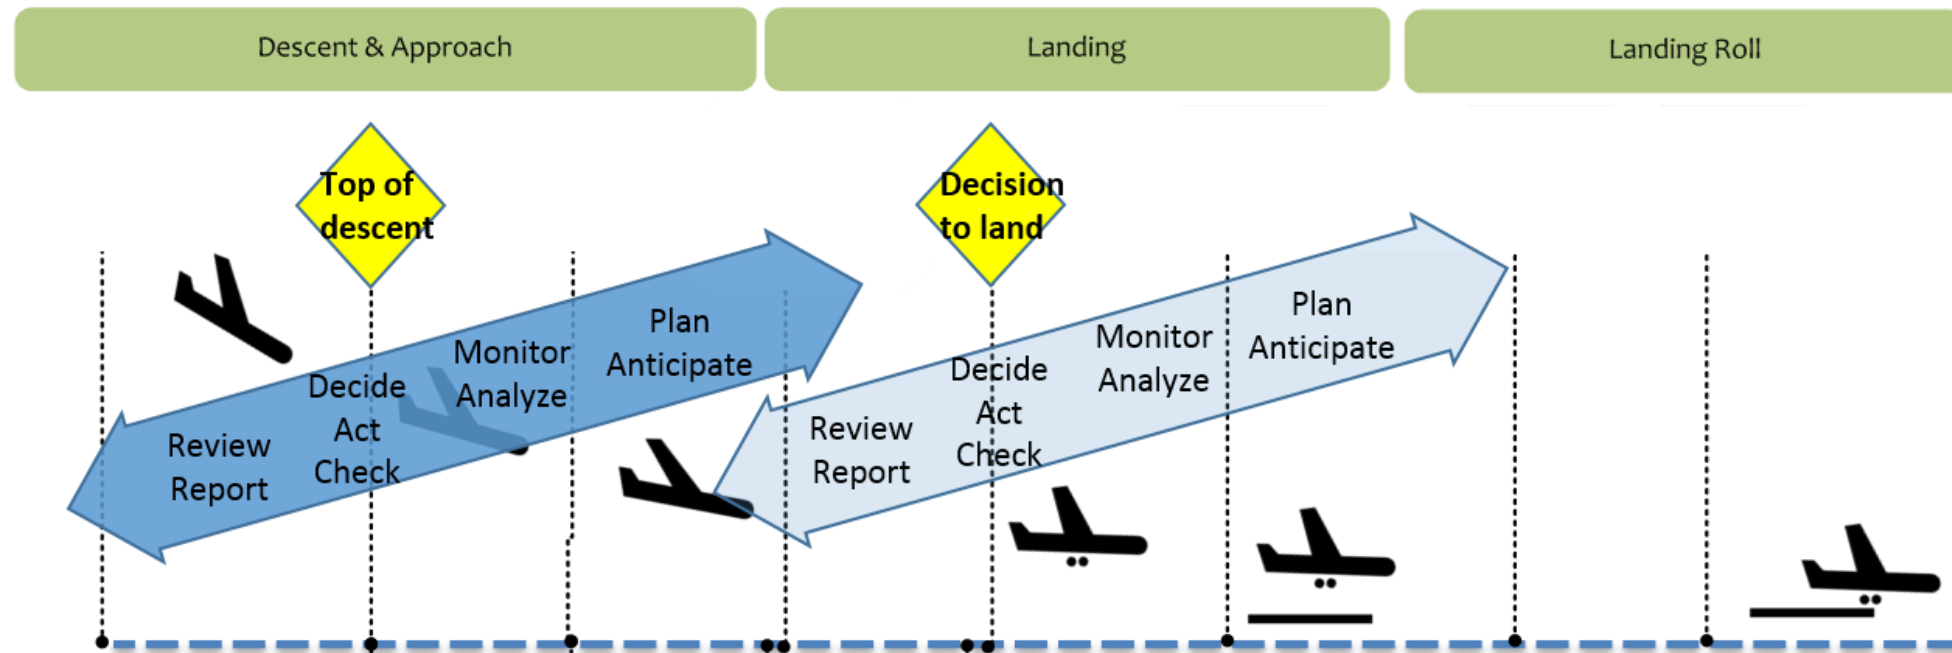 Descent & Approach
Landing
Landing Roll
Top of
descent
Decision
to land
Review
Report
Decide
Act
Check
Monitor
Analyze
Plan
Anticipate
Review
Report
Decide
Act
Check
Monitor
Analyze
Plan
Anticipate